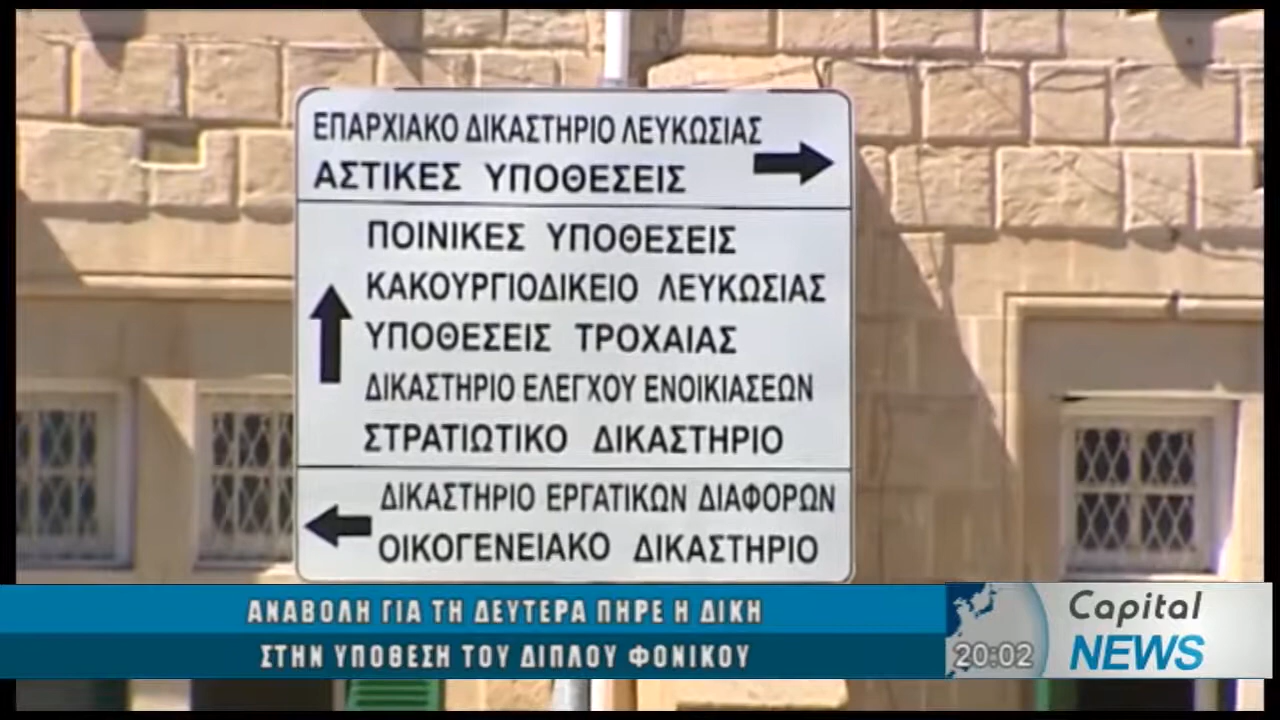 ΕΠΑΡΧΙΑΚΟ ΔΙΚΑΣΤΗΡΙΟ ΛΕΥΚΩΣΙΑΣ
ΑΣΤΙΚΕΣ ΥΠΟΘΕΣΕΙΣ
ΠΟΙΝΙΚΕΣ ΥΠΟΘΕΣΕΙΣ
ΚΑΚΟΥΡΓΙΟΔΙΚΕΙΟ ΛΕΥΚΩΣΙΑΣ
ΥΠΟΘΕΣΕΙΣ ΤΡΟΧΑΙΑΣ
ΔΙΚΑΣΤΗΡΙΟ ΕΛΕΓΧΟΥ ΕΝΟΙΚΙΑΣΕΩΝ
ΣΤΡΑΤΙΩΤΙΚΟ ΔΙΚΑΣΤΗΡΙΟ
ΔΙΚΑΣΤΗΡΙΟ ΕΡΓΑΤΙΚΩΝ ΔΙΑΦΟΡΩΝ
ΟΙΚΟΓΕΝΕΙΑΚΟ ΔΙΚΑΣΤΗΡΙΟ
ΑΝΑΒΟΛΗ ΓΙΑ ΤΗ ΔΕΥΤΕΡΑ ΠΗΡΕ Η ΔΙΚΗ
ΣΤΗΝ ΥΠΟΘΕΣΗ ΤΟΥ ΔΙΠΛΟΥ ΦΟΝΙΚΟΥ
20:02
Capital
NEWS